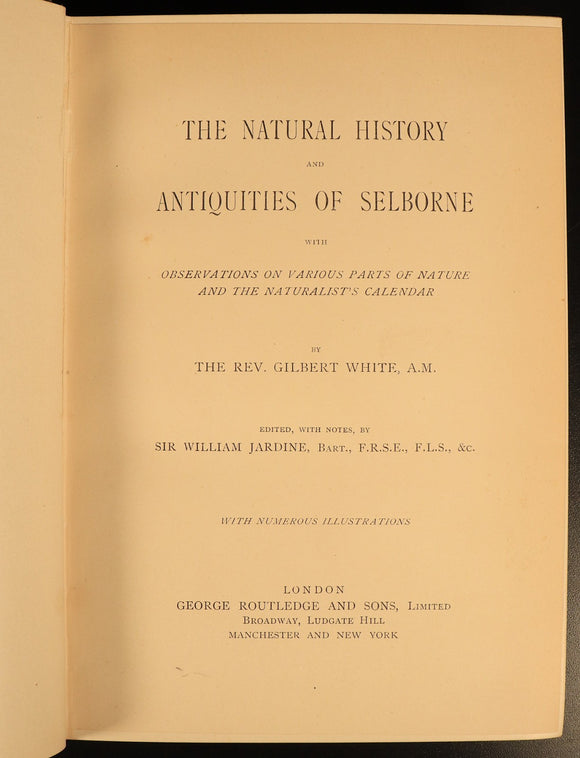 THE NATURAL HISTORY
AND
ANTIQUITIES OF SELBORNE
WITH
OBSERVATIONS ON VARIOUS PARTS OF NATURE
AND THE NATURALIST'S CALENDAR
BY
THE REV. GILBERT WHITE, A.M.
EDITED, WITH NOTES, BY
SIR WILLIAM JARDINE, BART., F.R.S.E., F.L.S., &c.
WITH NUMEROUS ILLUSTRATIONS
LONDON
GEORGE ROUTLEDGE AND SONS, LIMITED
BROADWAY, LUDGATE HILL
MANCHESTER AND NEW YORK